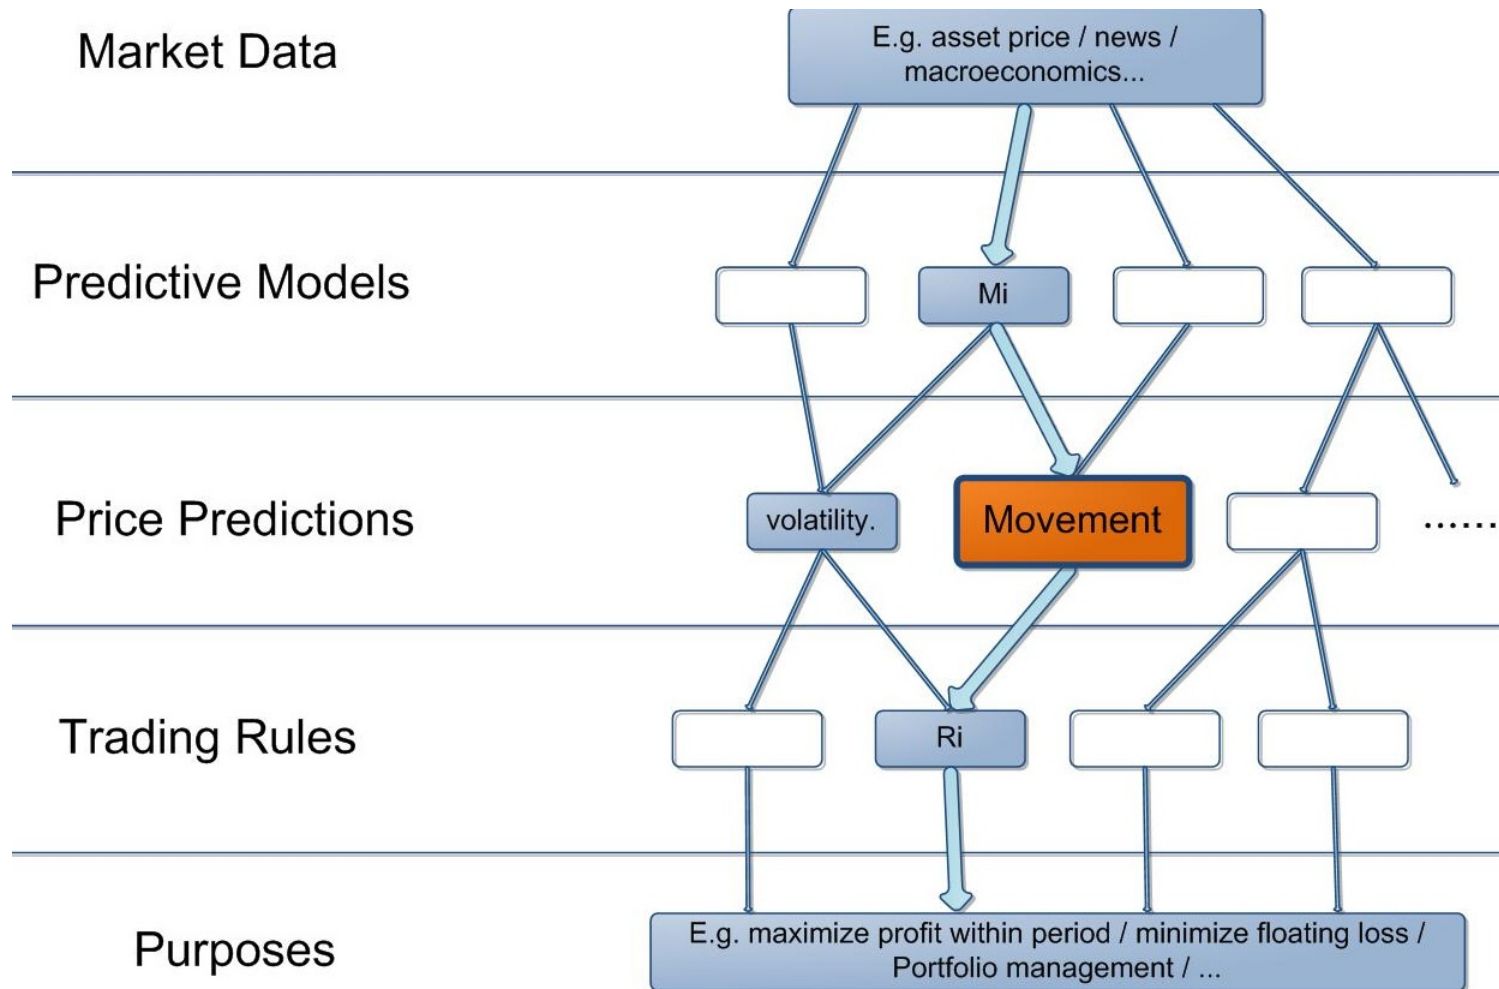 Market Data
E.g. asset price / news /
macroeconomics...
Predictive Models
Mi
Price Predictions
volatility.
Movement
......
Trading Rules
Ri
Purposes
E.g. maximize profit within period / minimize floating loss /
Portfolio management / ...